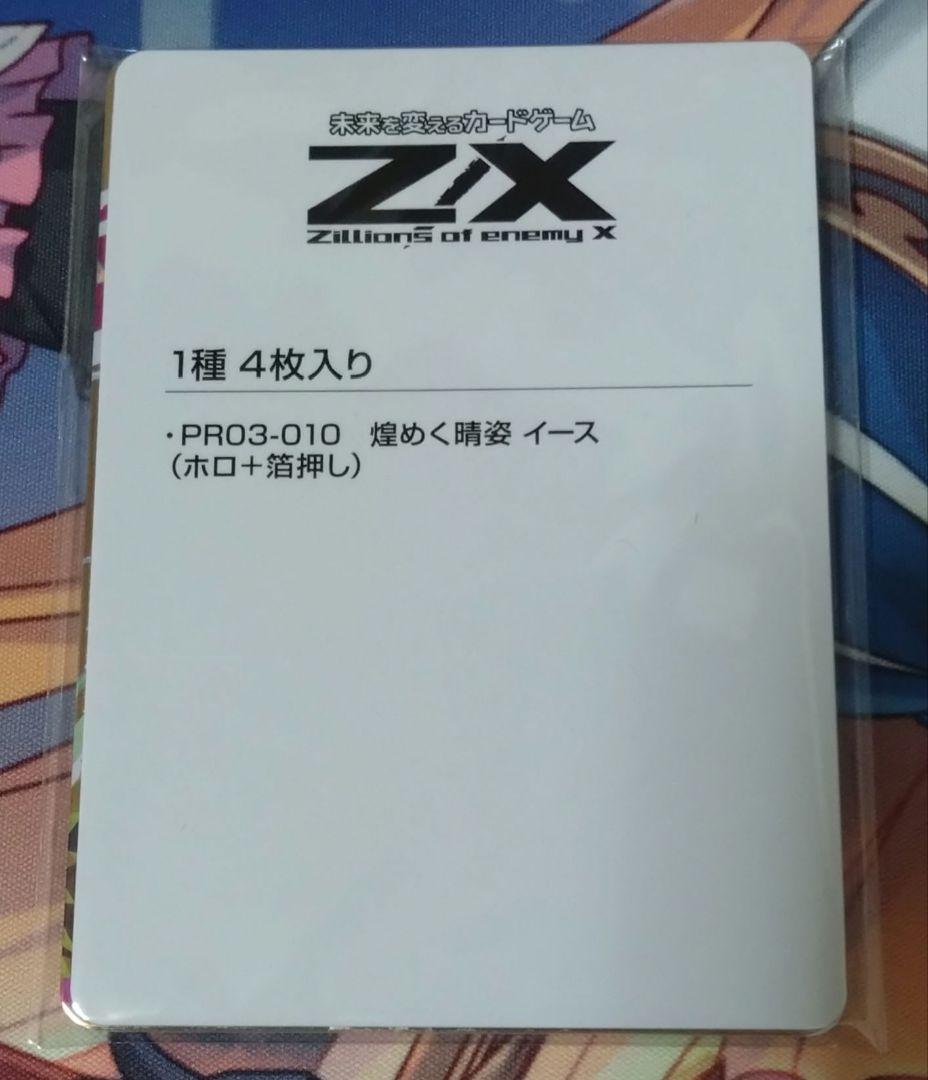 未来を変えるカードゲーム
Z/X
Zillions of enemy X
1種 4枚入り
・PR03-010　煌めく晴姿 イース
（ホロ＋箔押し）